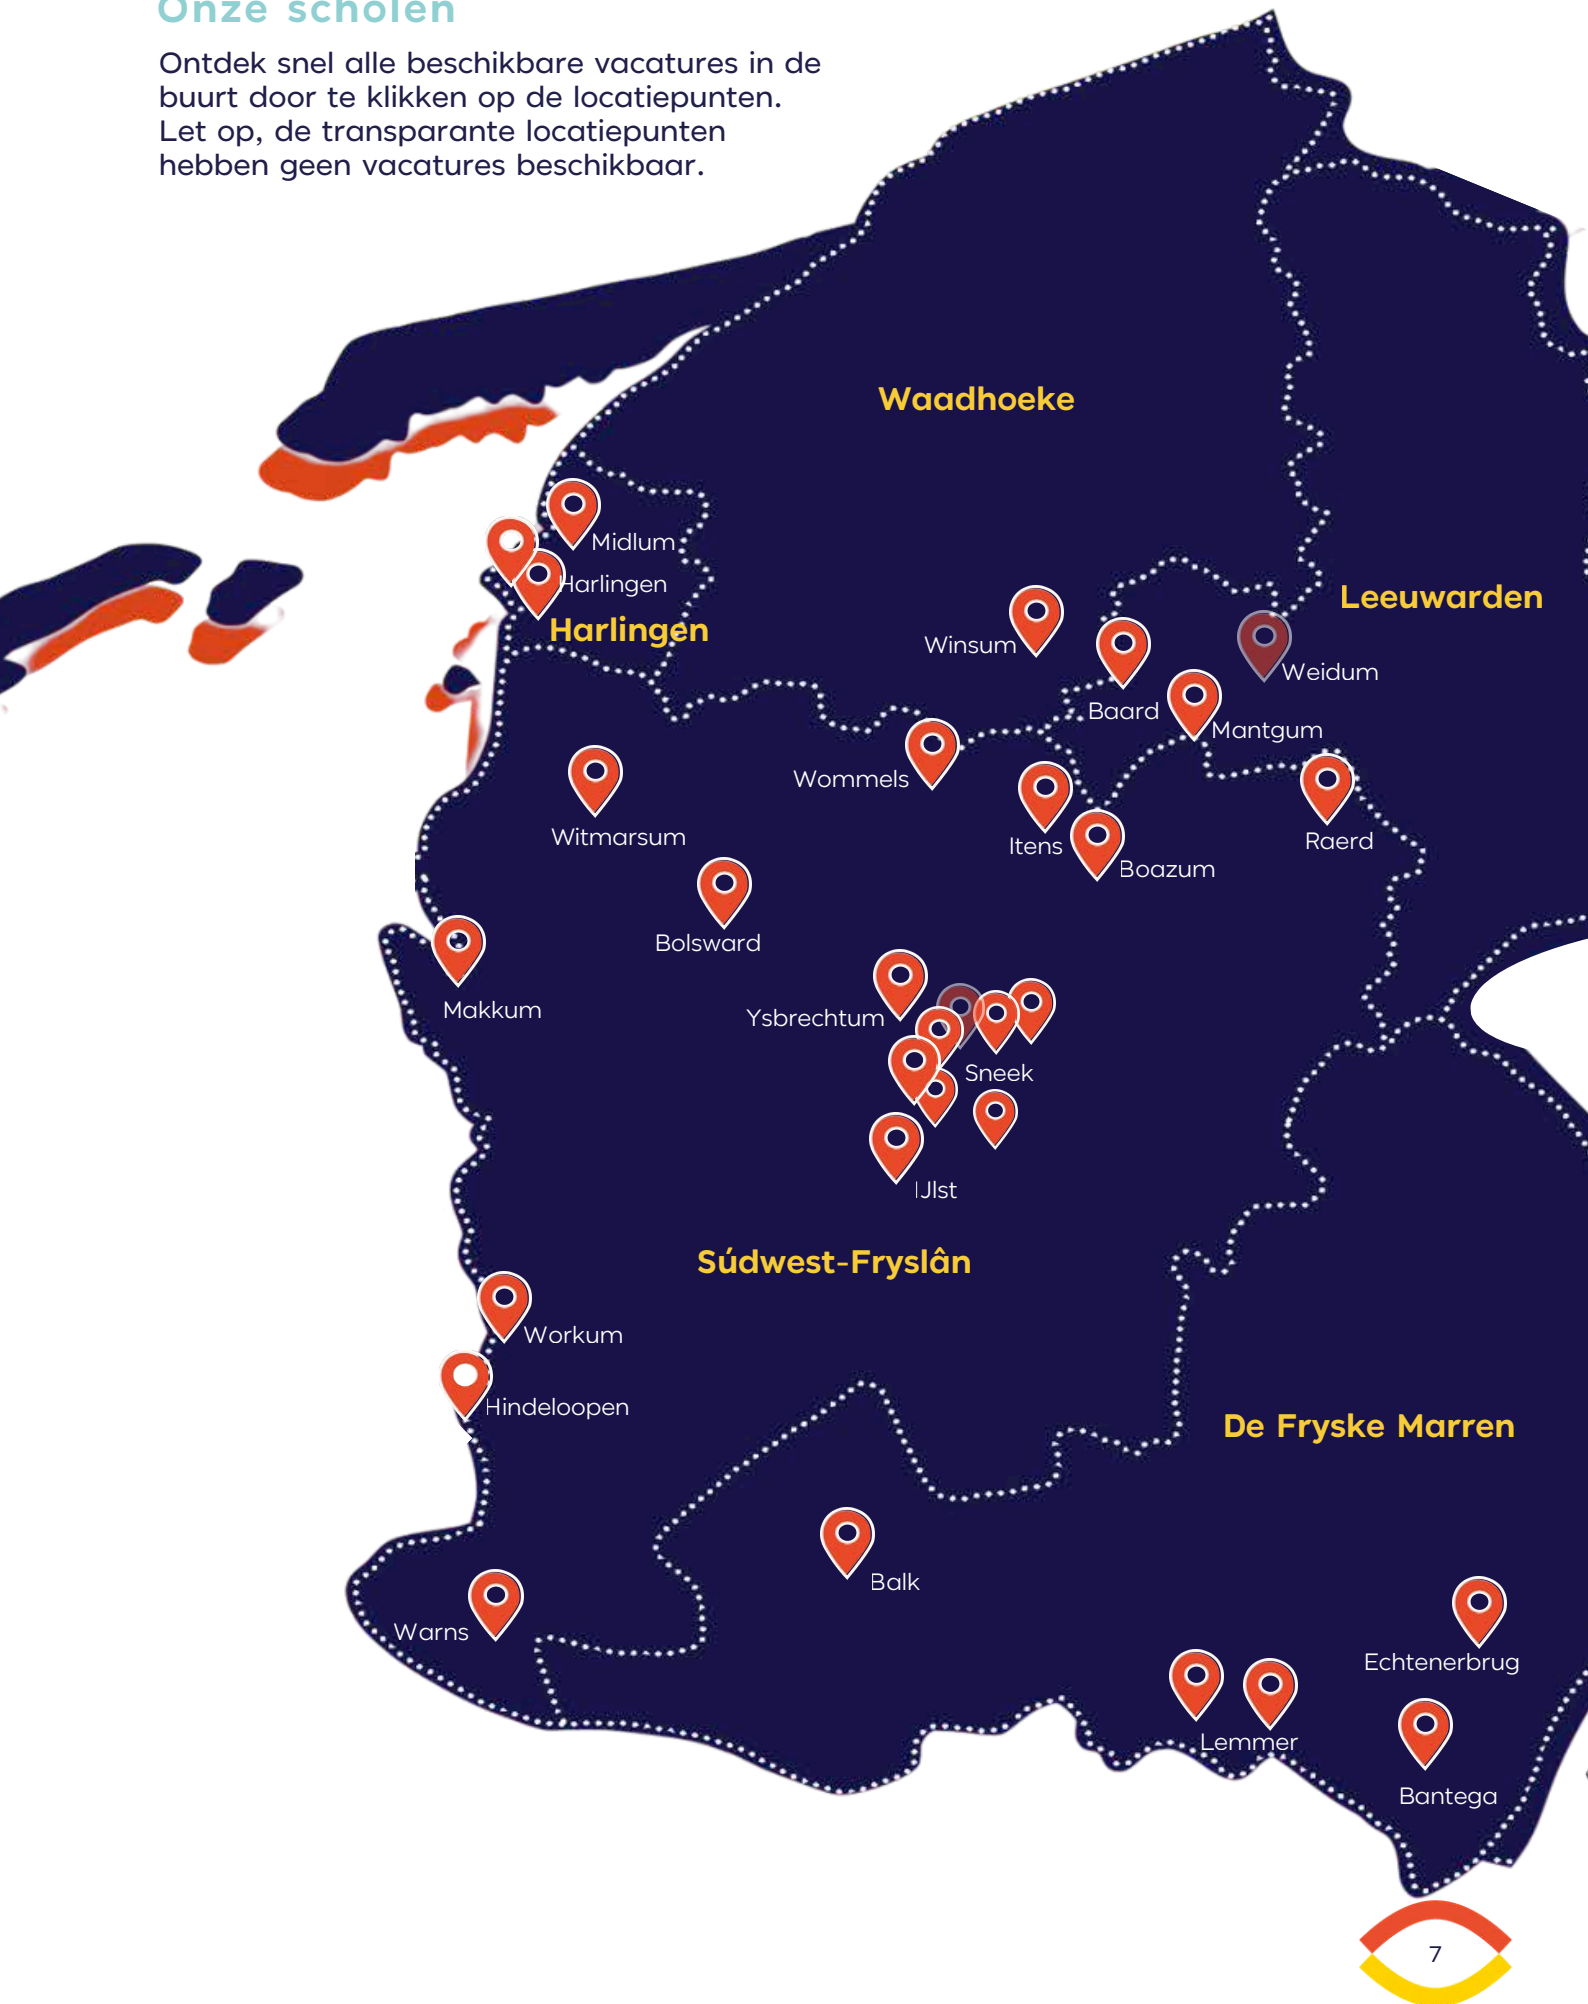 Onze scholen
Ontdek snel alle beschikbare vacatures in de
buurt door te klikken op de locatiepunten.
Let op, de transparante locatiepunten
hebben geen vacatures beschikbaar.
Waadhoeke
Midlum
Harlingen
Leeuwarden
Harlingen
Winsum
Weidum
Baard
Mantgum
Wommels
Witmarsum
Itens
Raerd
Boazum
Bolsward
Makkum
Ysbrechtum
Sneek
IJlst
Súdwest-Fryslân
Workum
Hindeloopen
De Fryske Marren
Balk
Warns
Echtenerbrug
Lemmer
Bantega
7